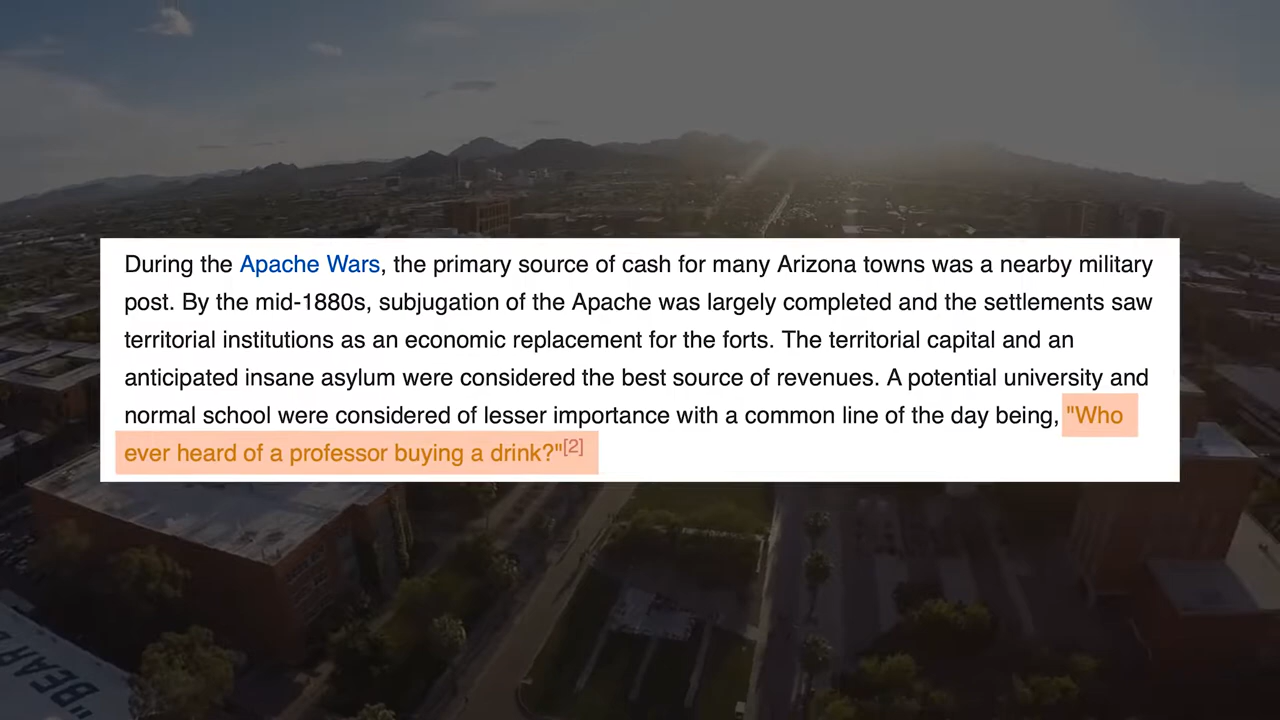 During the Apache Wars, the primary source of cash for many Arizona towns was a nearby military
post. By the mid-1880s, subjugation of the Apache was largely completed and the settlements saw
territorial institutions as an economic replacement for the forts. The territorial capital and an
anticipated insane asylum were considered the best source of revenues. A potential university and
normal school were considered of lesser importance with a common line of the day being, "Who
ever heard of a professor buying a drink?"[2]
"BEAR